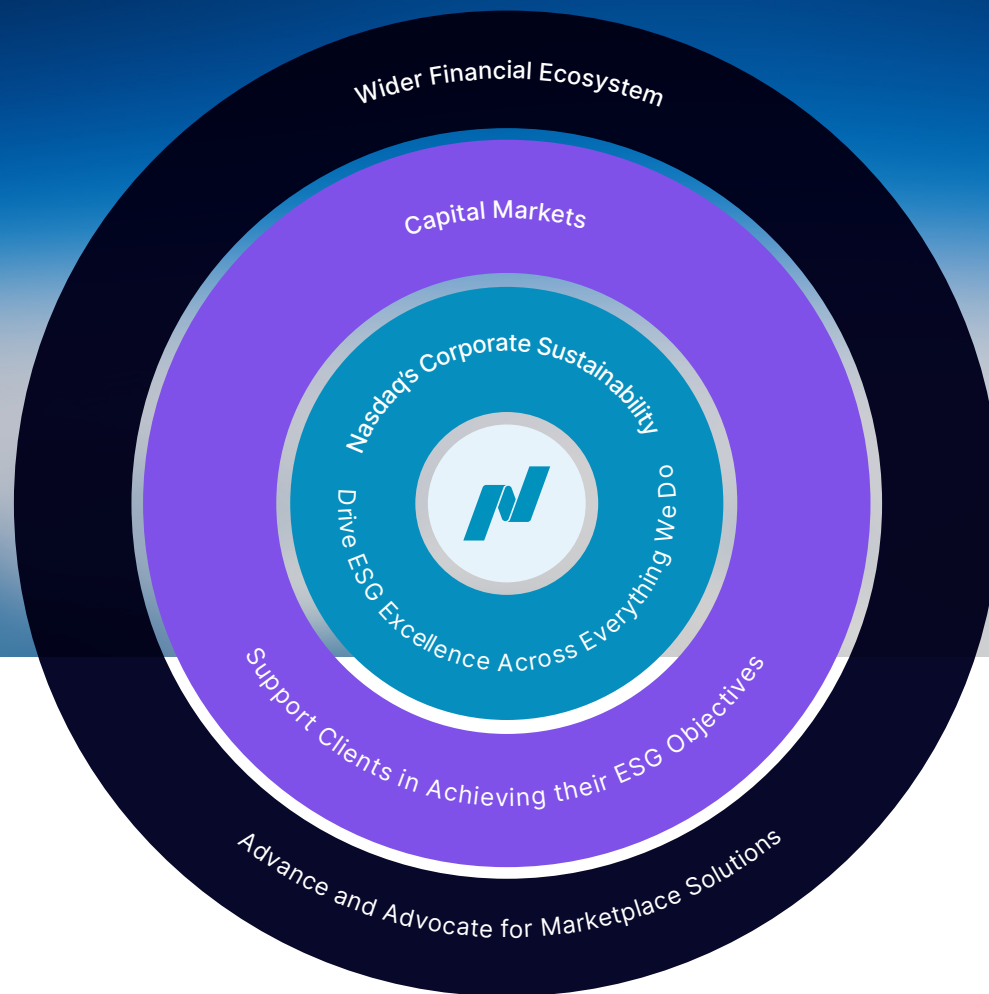 Wider Financial Ecosystem
Capital Markets
Nasdaq’s Corporate Sustainability
Drive ESG Excellence Across Everything We Do
Support Clients in Achieving their ESG Objectives
Advance and Advocate for Marketplace Solutions